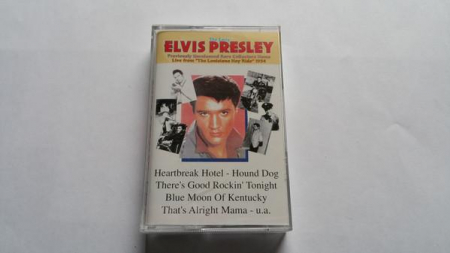 ELVIS PRESLEY
Previously Unreleased Rare Collectors Items
Live from "The Louisiana Hay Ride" 1954
Heartbreak Hotel - Hound Dog
There's Good Rockin' Tonight
Blue Moon Of Kentucky
That's Alright Mama - u.a.